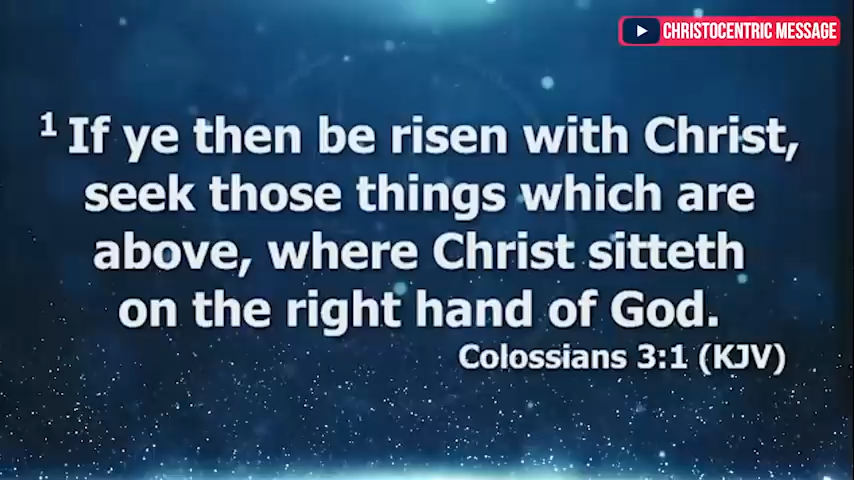 CHRISTOCENTRIC MESSAGE
1 If ye then be risen with Christ,
seek those things which are
above, where Christ sitteth
on the right hand of God.
Colossians 3:1 (KJV)